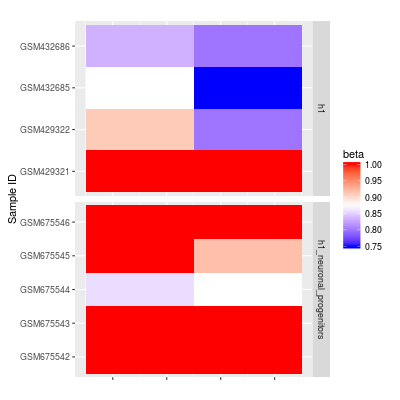 GSM432686
GSM432685
GSM429322
GSM429321
h1
GSM675546
GSM675545
GSM675544
GSM675543
GSM675542
h1_neuronal_progenitors
Sample ID
beta
1.00
0.95
0.90
0.85
0.80
0.75